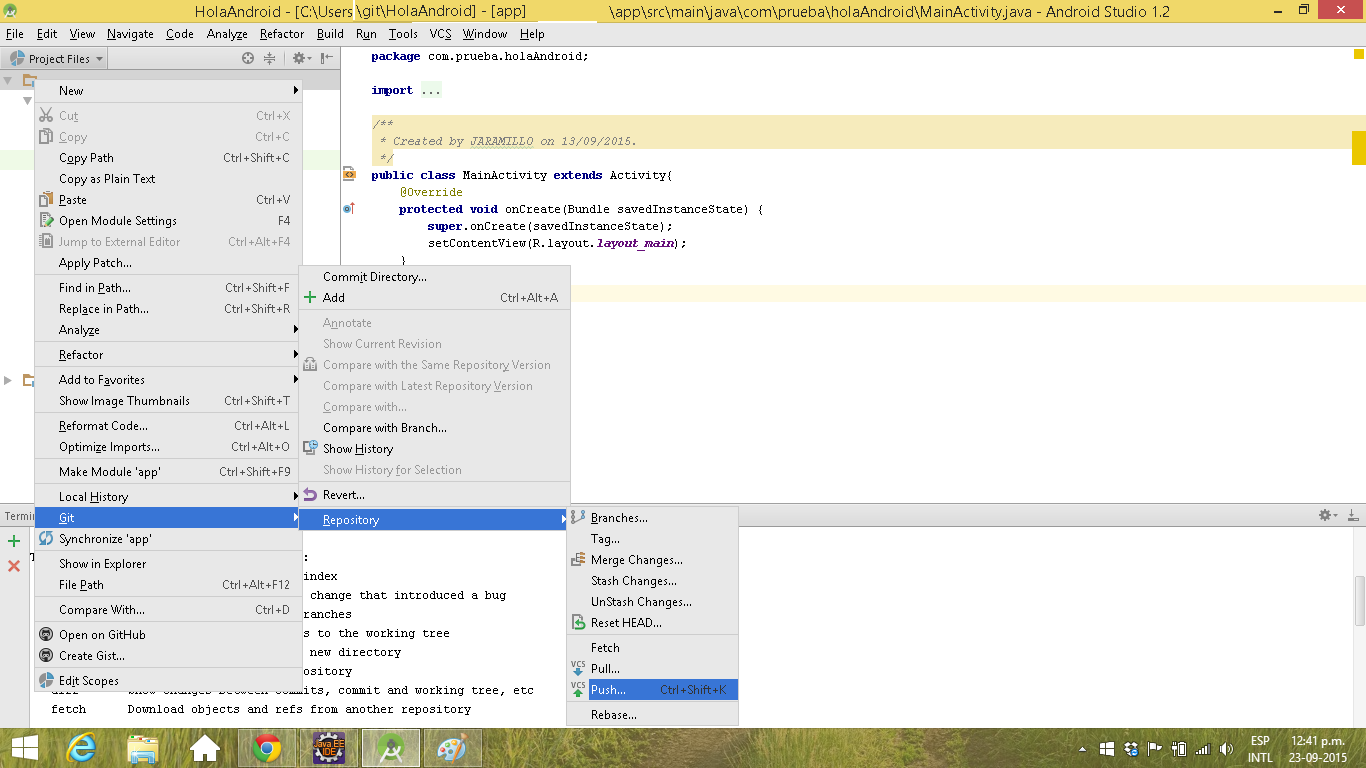 HolaAndroid - [C:\Users \git\HolaAndroid] - [app] \app\src\main\java\com\prueba\holaAndroid\MainActivity.java - Android Studio 1.2
File Edit View Navigate Code Analyze Refactor Build Run Tools VCS Window Help
Project Files
package com.prueba.holaAndroid;
import ...
/**
* Created by JARAMILLO on 13/09/2015.
*/
public class MainActivity extends Activity{
@Override
protected void onCreate(Bundle savedInstanceState) {
super.onCreate(savedInstanceState);
setContentView(R.layout.layout_main);
}
New
Cut Ctrl+X
Copy Ctrl+C
Copy Path Ctrl+Shift+C
Copy as Plain Text
Paste Ctrl+V
Open Module Settings F4
Jump to External Editor Ctrl+Alt+F4
Apply Patch...
Find in Path... Ctrl+Shift+F
Replace in Path... Ctrl+Shift+R
Analyze
Refactor
Add to Favorites
Show Image Thumbnails Ctrl+Shift+T
Reformat Code... Ctrl+Alt+L
Optimize Imports... Ctrl+Alt+O
Make Module 'app' Ctrl+Shift+F9
Local History
Git
Synchronize 'app'
Show in Explorer
File Path Ctrl+Alt+F12
Compare With... Ctrl+D
Open on GitHub
Create Gist...
Edit Scopes
Commit Directory...
Add Ctrl+Alt+A
Annotate
Show Current Revision
Compare with the Same Repository Version
Compare with Latest Repository Version
Compare with...
Compare with Branch...
Show History
Show History for Selection
Revert...
Repository
Branches...
Tag...
Merge Changes...
Stash Changes...
UnStash Changes...
Reset HEAD...
Fetch
VCS Pull...
VCS Push... Ctrl+Shift+K
Rebase...
Termin
:
index
change that introduced a bug
ranches
s to the working tree
new directory
ository
diff Show changes between commits, commit and working tree, etc
fetch Download objects and refs from another repository
Java EE
IDE
ESP
INTL
12:41 p.m.
23-09-2015